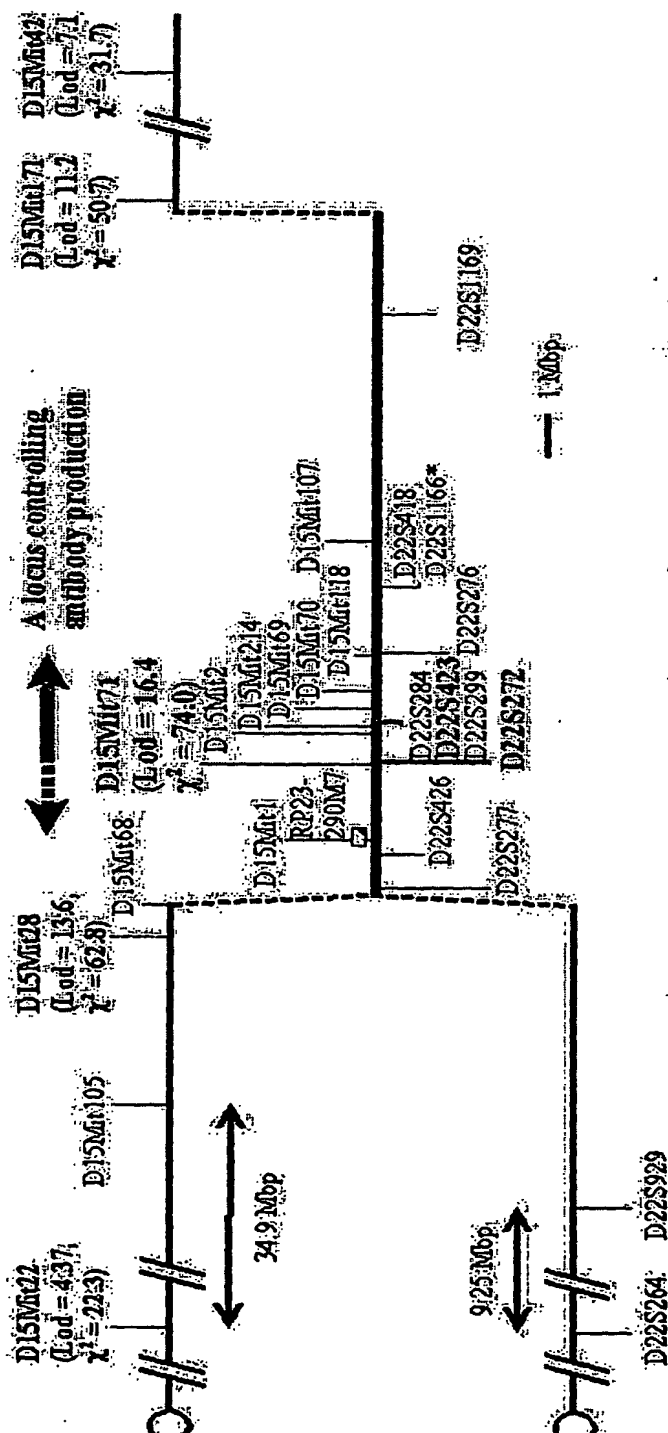 D15Mit22
(Lod = 4.37
χ² = 22.3)
D15Mit105
D15Mit28
(Lod = 13.6
χ² = 62.8)
D15Mit68
A locus controlling
antibody production
D15Mit171
(Lod = 11.2
χ² = 50.7)
D15Mit42
(Lod = 7.1
χ² = 31.7)
34.9 Mbp
D15Mit1
RP23-
290M7
D15Mit71
(Lod = 16.4
χ² = 74.0)
D15Mit2
D15Mit214
D15Mit69
D15Mit70
D15Mit118
D15Mit107
D22S277
D22S426
D22S284
D22S423
D22S299
D22S272
D22S276
D22S418
D22S1166*
D22S1169
1 Mbp
9.25 Mbp
D22S264
D22S929